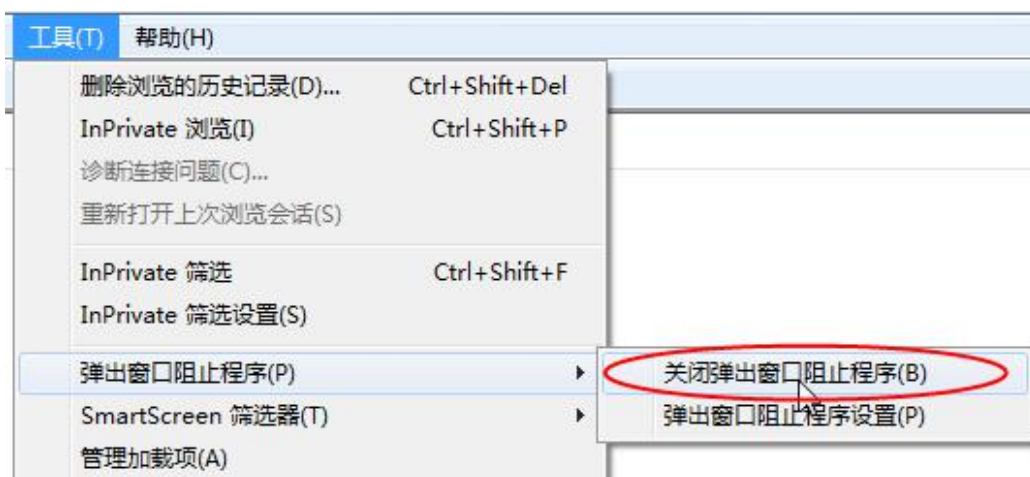 工具(T) 帮助(H)
删除浏览的历史记录(D)... Ctrl+Shift+Del
InPrivate 浏览(I) Ctrl+Shift+P
诊断连接问题(C)...
重新打开上次浏览会话(S)
InPrivate 筛选 Ctrl+Shift+F
InPrivate 筛选设置(S)
弹出窗口阻止程序(P) 关闭弹出窗口阻止程序(B)
SmartScreen 筛选器(T) 弹出窗口阻止程序设置(P)
管理加载项(A)